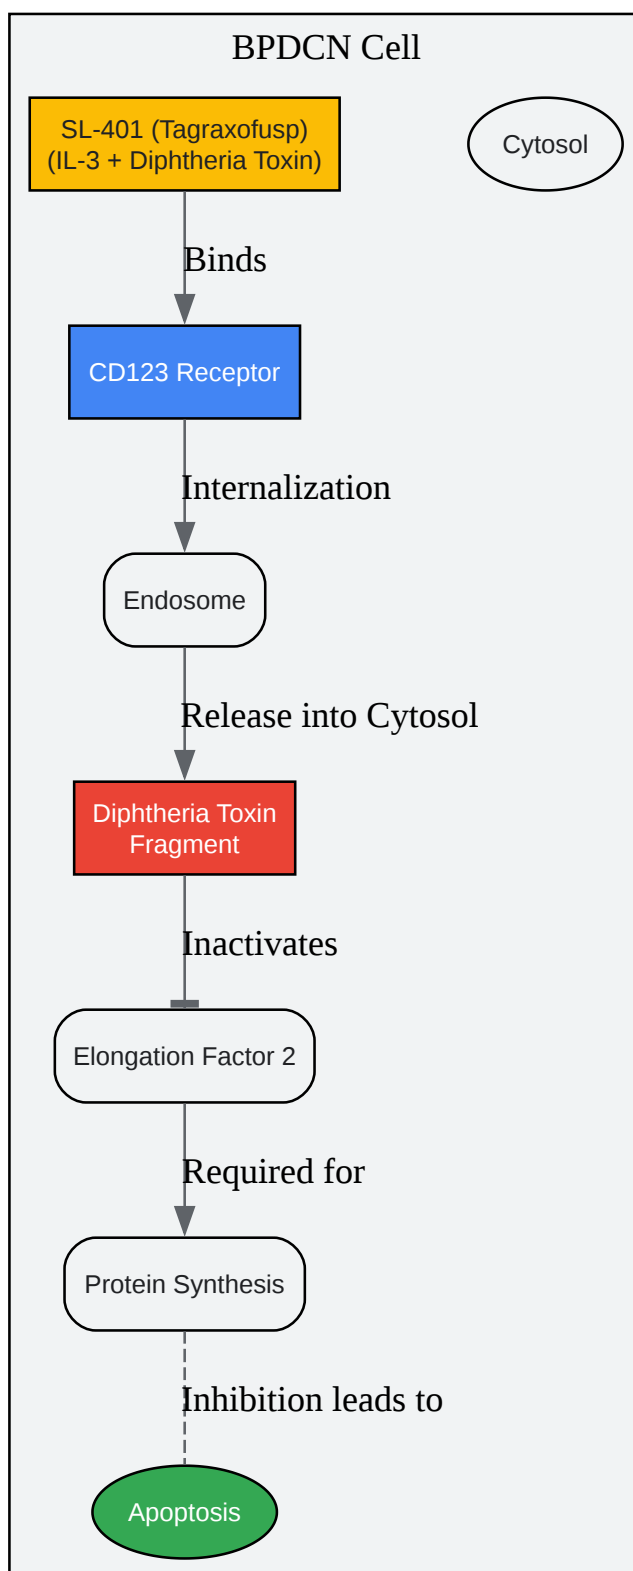 BPDCN Cell
SL-401 (Tagraxofusp)
(IL-3 + Diphtheria Toxin)
Cytosol
Binds
CD123 Receptor
Internalization
Endosome
Release into Cytosol
Diphtheria Toxin
Fragment
Inactivates
Elongation Factor 2
Required for
Protein Synthesis
Inhibition leads to
Apoptosis